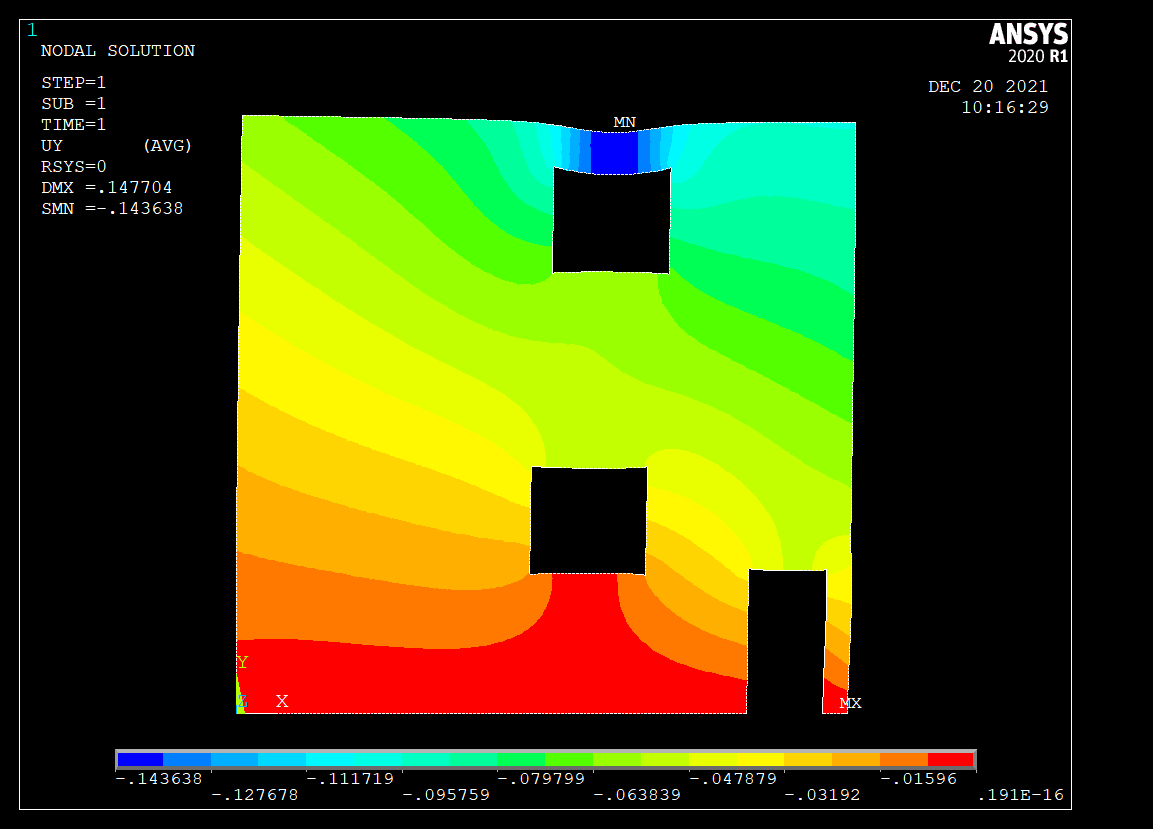 1
ANSYS
2020 R1
NODAL SOLUTION
STEP=1
SUB =1
TIME=1
UY (AVG)
RSYS=0
DMX =.147704
SMN =-.143638
DEC 20 2021
10:16:29
MN
Y
Z X
MX
-.143638 -.111719 -.079799 -.047879 -.01596
-.127678 -.095759 -.063839 -.03192 .191E-16